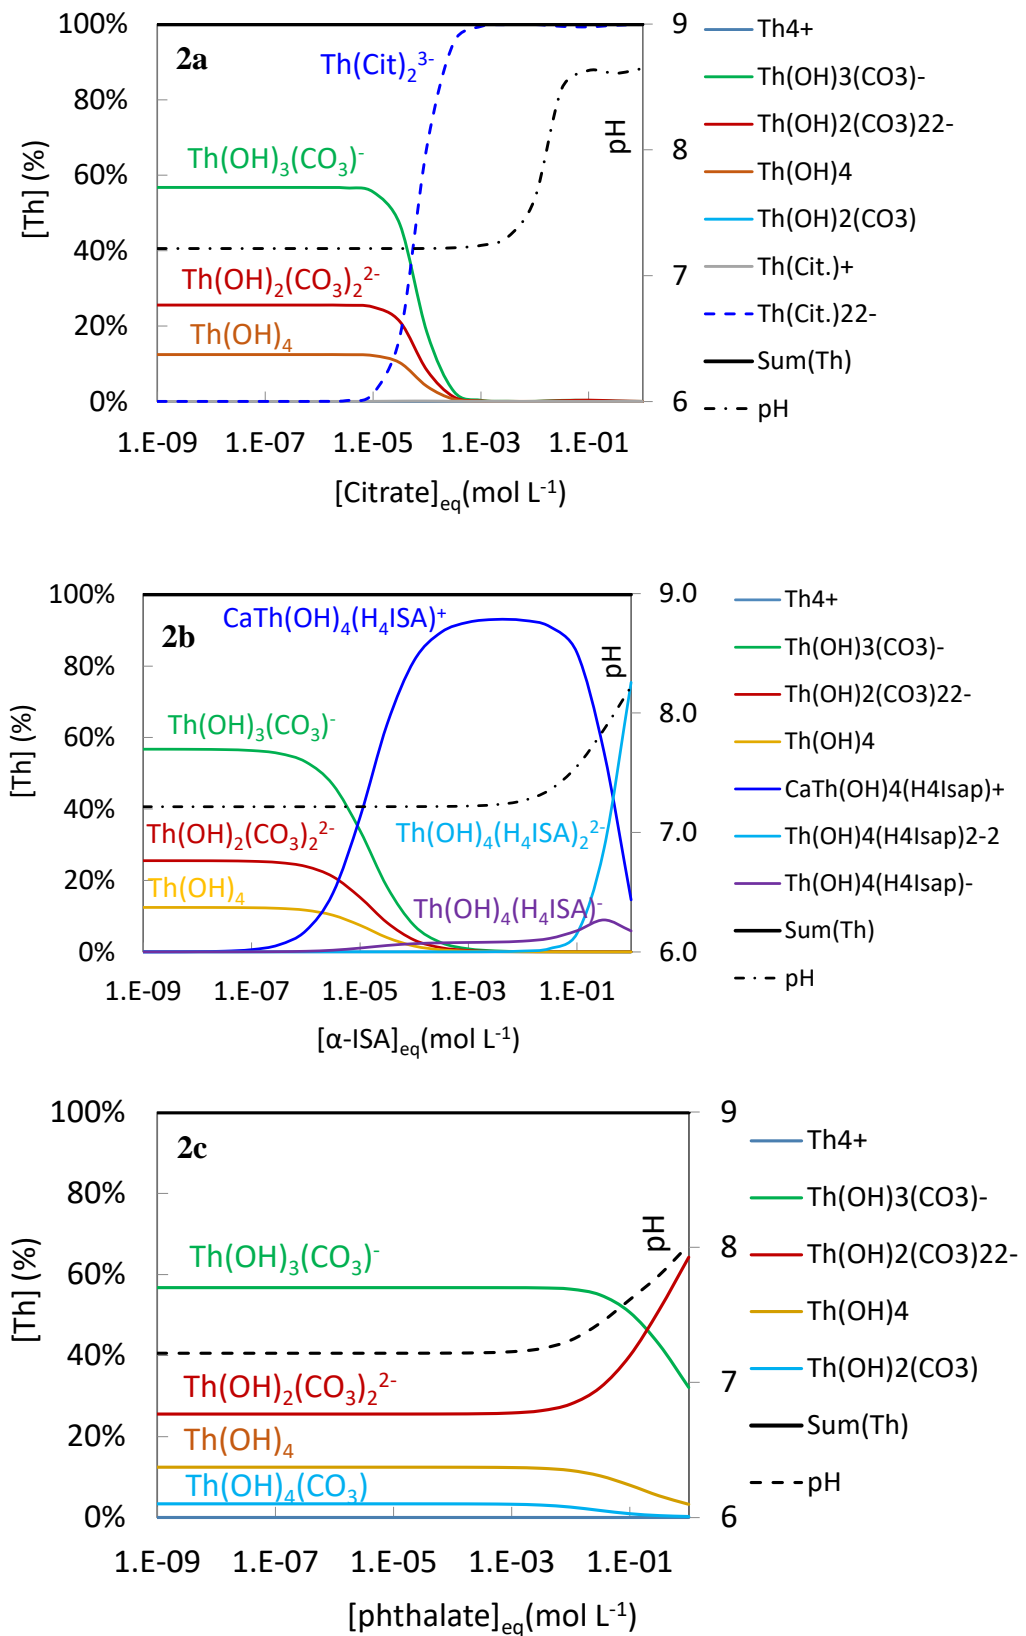 2a
100%
80%
60%
40%
20%
0%
[Th] (%)
Th(Cit)₂³⁻
Th(OH)₃(CO₃)⁻
Th(OH)₂(CO₃)₂²⁻
Th(OH)₄
pH
9
8
7
6
1.E-09 1.E-07 1.E-05 1.E-03 1.E-01
[Citrate]eq(mol L⁻¹)
Th4+
Th(OH)3(CO3)-
Th(OH)2(CO3)22-
Th(OH)4
Th(OH)2(CO3)
Th(Cit.)+
Th(Cit.)22-
Sum(Th)
pH
2b
100%
80%
60%
40%
20%
0%
[Th] (%)
CaTh(OH)₄(H₄ISA)⁺
Th(OH)₃(CO₃)⁻
Th(OH)₂(CO₃)₂²⁻
Th(OH)₄
Th(OH)₄(H₄ISA)₂²⁻
Th(OH)₄(H₄ISA)⁻
pH
9.0
8.0
7.0
6.0
1.E-09 1.E-07 1.E-05 1.E-03 1.E-01
[α-ISA]eq(mol L⁻¹)
Th4+
Th(OH)3(CO3)-
Th(OH)2(CO3)22-
Th(OH)4
CaTh(OH)4(H4Isap)+
Th(OH)4(H4Isap)2-2
Th(OH)4(H4Isap)-
Sum(Th)
pH
2c
100%
80%
60%
40%
20%
0%
[Th] (%)
Th(OH)₃(CO₃)⁻
Th(OH)₂(CO₃)₂²⁻
Th(OH)₄
Th(OH)₄(CO₃)
pH
9
8
7
6
1.E-09 1.E-07 1.E-05 1.E-03 1.E-01
[phthalate]eq(mol L⁻¹)
Th4+
Th(OH)3(CO3)-
Th(OH)2(CO3)22-
Th(OH)4
Th(OH)2(CO3)
Sum(Th)
pH